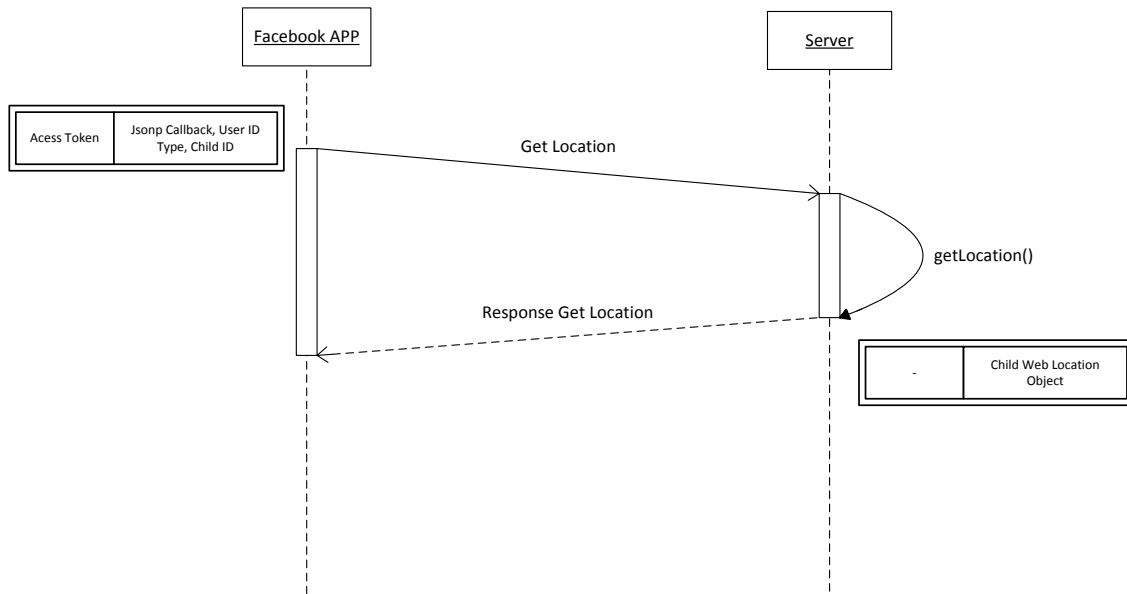 Facebook APP
Server
Acess Token
Jsonp Callback, User ID
Type, Child ID
Get Location
getLocation()
Response Get Location
-
Child Web Location
Object